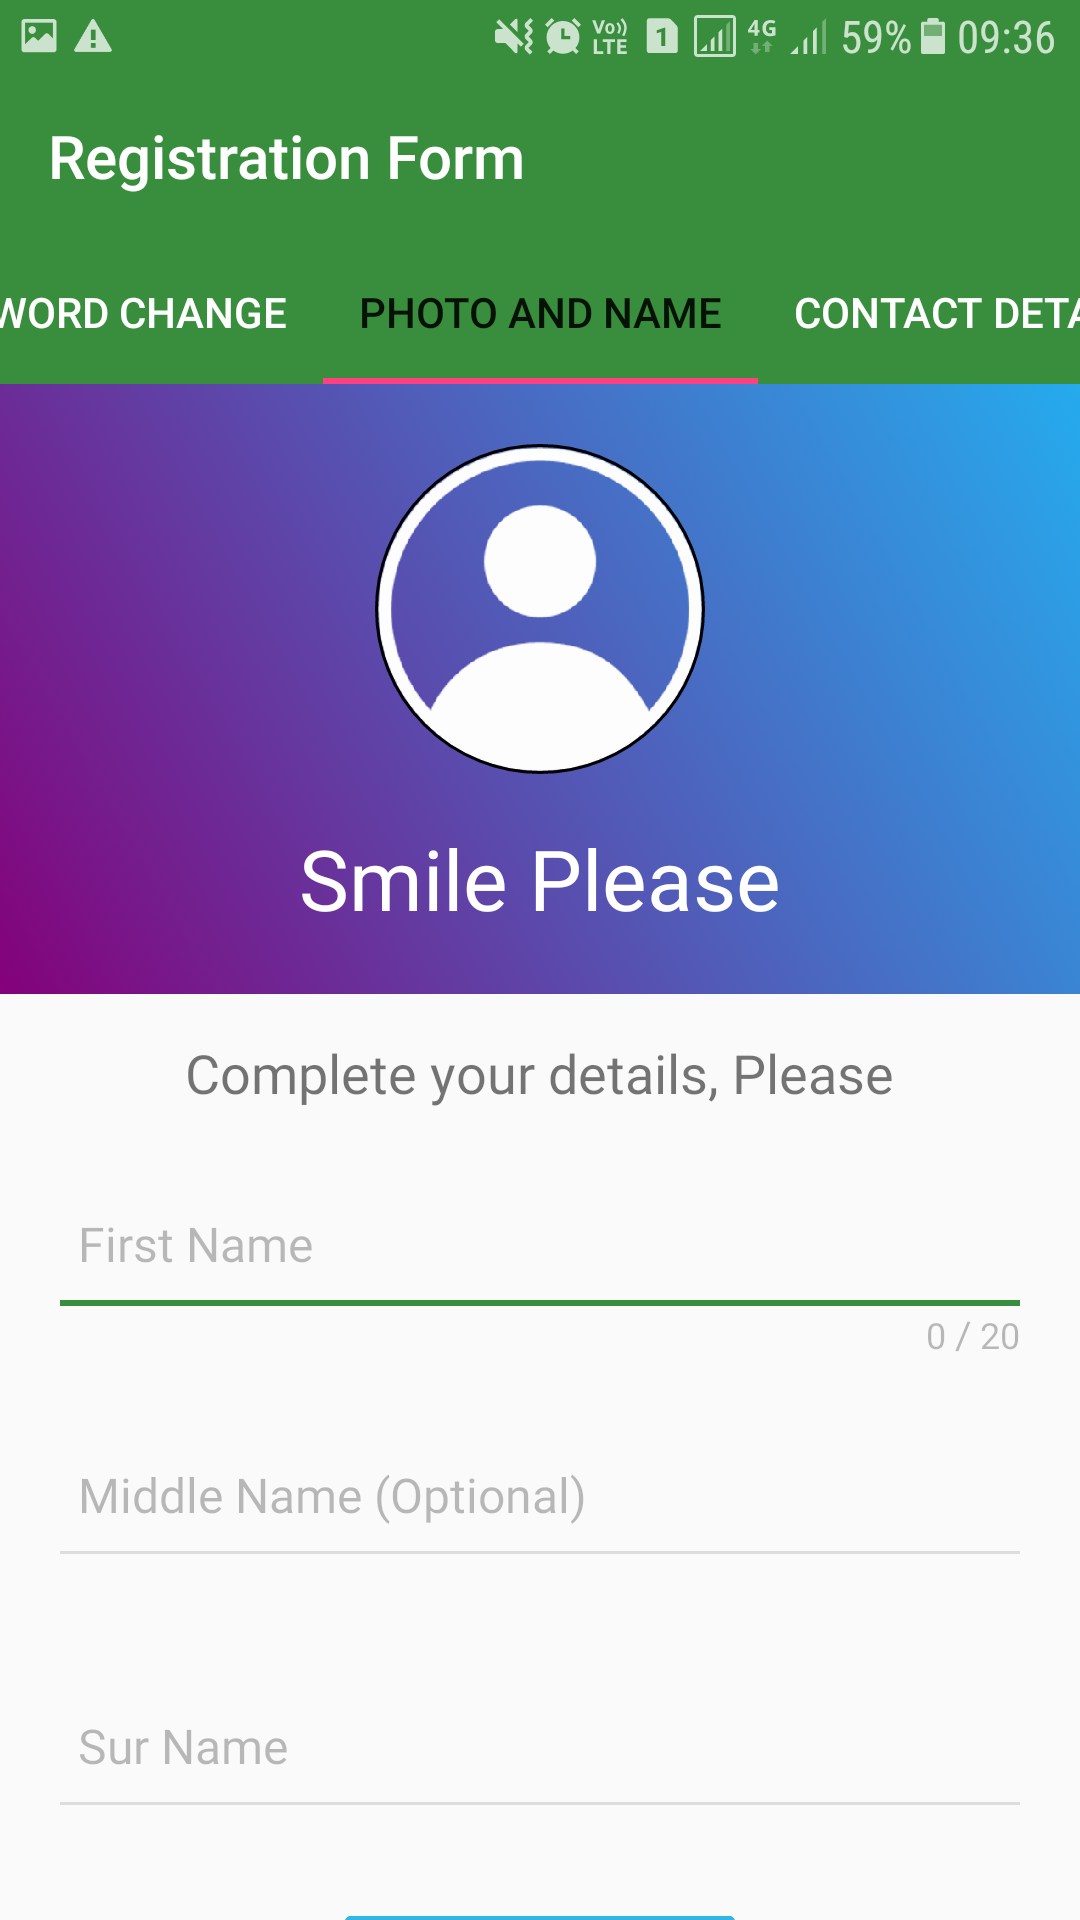 Vo)) LTE 1 4G 59% 09:36
Registration Form
WORD CHANGE PHOTO AND NAME CONTACT DETA
Smile Please
Complete your details, Please
First Name
0 / 20
Middle Name (Optional)
Sur Name